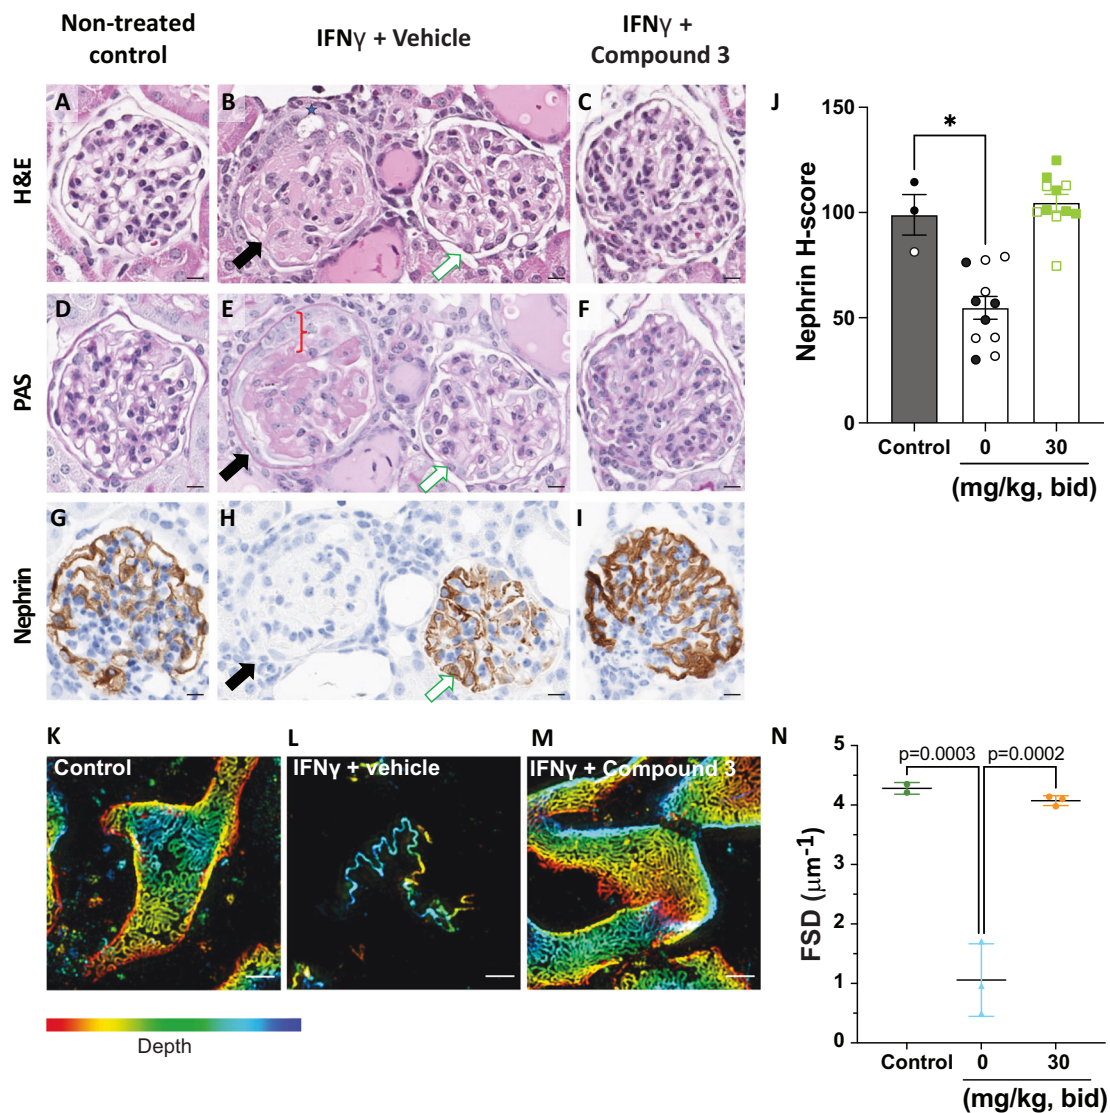 Non-treated
control
IFNγ + Vehicle
IFNγ +
Compound 3
H&E
A
B
C
PAS
D
E
F
Nephrin
G
H
I
J
Nephrin H-score
150
100
50
0
*
Control
0
30
(mg/kg, bid)
K
Control
L
IFNγ + vehicle
M
IFNγ + Compound 3
Depth
N
FSD (μm-1)
5
4
3
2
1
0
p=0.0003
p=0.0002
Control
0
30
(mg/kg, bid)